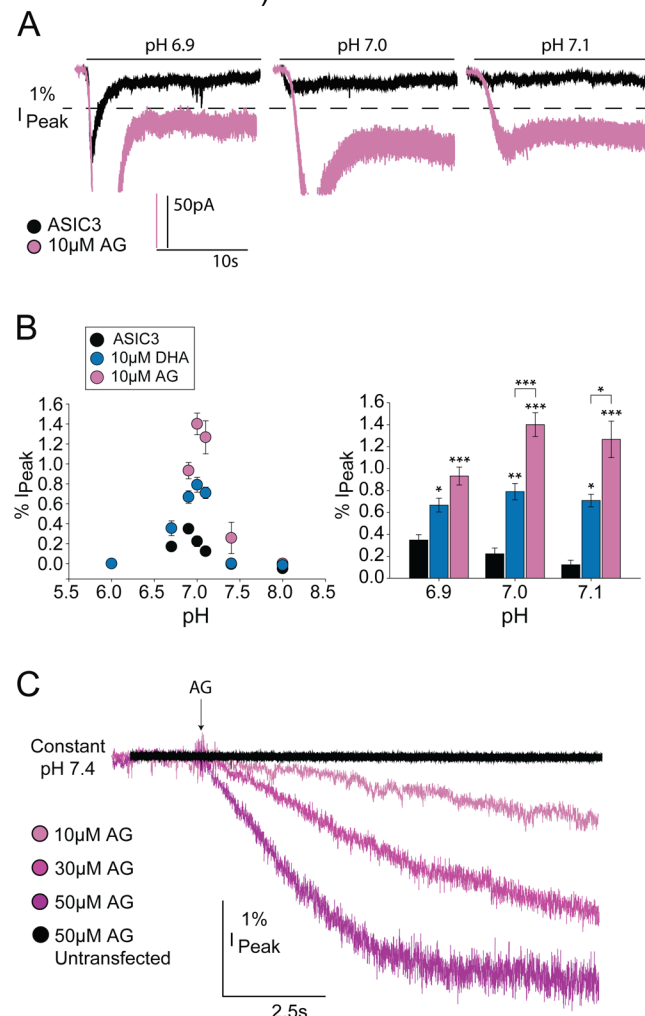 )
A
pH 6.9 pH 7.0 pH 7.1
1%
I Peak
50pA
10s
ASIC3
10µM AG
B
ASIC3
10µM DHA
10µM AG
% IPeak
1.6
1.4
1.2
1.0
0.8
0.6
0.4
0.2
0.0
5.5 6.0 6.5 7.0 7.5 8.0 8.5
pH
% IPeak
1.6
1.4
1.2
1.0
0.8
0.6
0.4
0.2
0.0
* ***
*** ** ***
* * ***
6.9 7.0 7.1
pH
C
AG
Constant
pH 7.4
10µM AG
30µM AG
50µM AG
50µM AG
Untransfected
1%
I Peak
2.5s